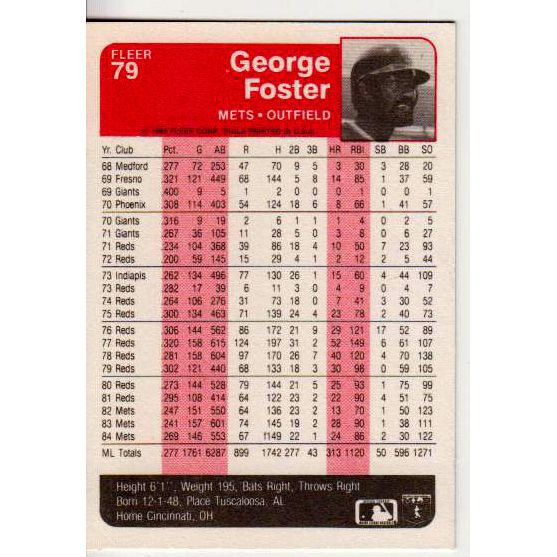 FLEER
79
George
Foster
METS • OUTFIELD
© 1985 FLEER CORP. PRINTED IN U.S.A.
Yr. Club Pct. G AB R H 2B 3B HR RBI SB BB SO
68 Medford .277 72 253 47 70 9 5 3 30 3 28 20
69 Fresno .321 121 449 68 144 5 8 14 85 1 37 59
69 Giants .400 9 5 1 2 0 0 0 1 0 0 1
70 Phoenix .308 114 403 54 124 18 6 8 66 1 41 57
70 Giants .316 9 19 2 6 1 1 1 4 0 2 5
71 Giants .267 36 105 11 28 5 0 3 8 0 6 27
71 Reds .234 104 368 39 86 18 4 10 50 7 23 93
72 Reds .200 59 145 15 29 4 1 2 12 2 5 44
73 Indiapls .262 134 496 77 130 26 1 15 60 4 44 109
73 Reds .282 17 39 6 11 3 0 4 9 0 4 7
74 Reds .264 106 276 31 73 18 0 7 41 3 30 52
75 Reds .300 134 463 71 139 24 4 23 78 2 40 73
76 Reds .306 144 562 86 172 21 9 29 121 17 52 89
77 Reds .320 158 615 124 197 31 2 52 149 6 61 107
78 Reds .281 158 604 97 170 26 7 40 120 4 70 138
79 Reds .302 121 440 68 133 18 3 30 98 0 59 91
80 Reds .273 144 528 79 144 21 5 25 93 1 75 99
81 Reds .295 108 414 64 122 23 2 22 90 4 51 75
82 Mets .247 151 550 64 136 23 2 13 70 1 50 123
83 Mets .241 157 601 74 145 19 2 28 90 1 38 111
84 Mets .269 146 553 67 1149 22 1 24 86 2 30 122
ML Totals .277 1761 6287 899 1742 277 43 313 1120 50 596 1271
Height 6'1", Weight 195, Bats Right, Throws Right
Born 12-1-48, Place Tuscaloosa, AL
Home Cincinnati, OH